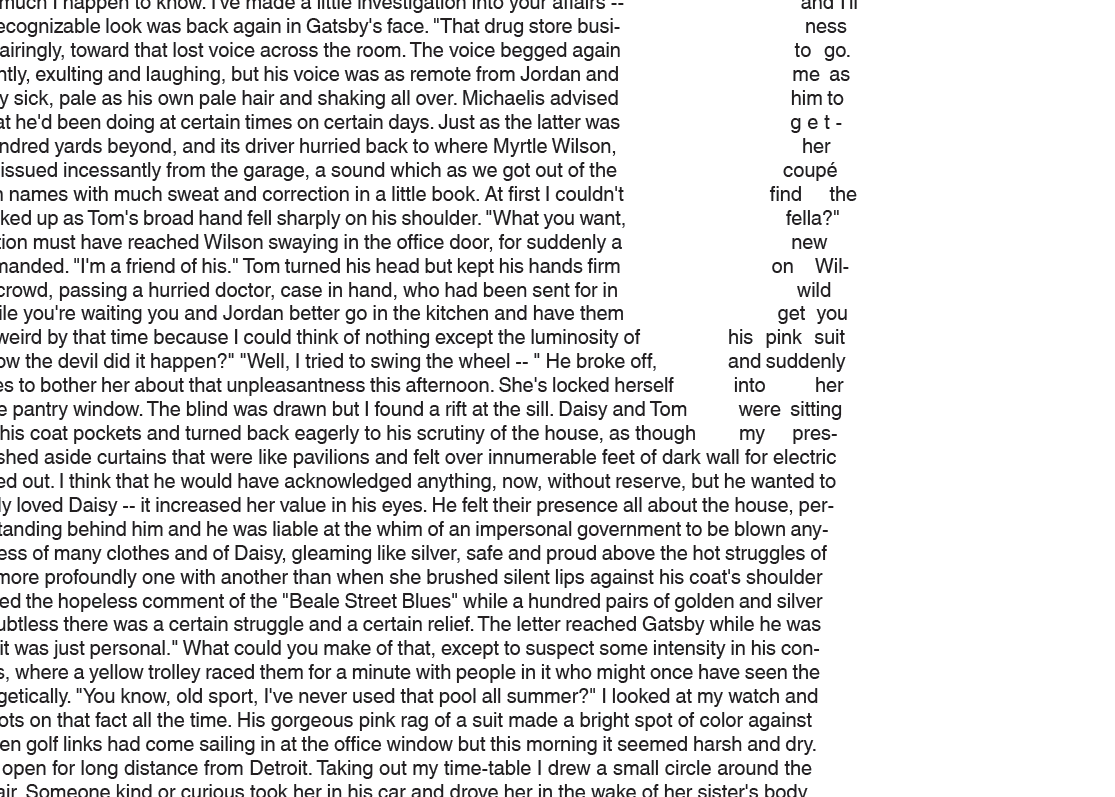 much I happen to know. I've made a little investigation into your affairs -- and I'll
ecognizable look was back again in Gatsby's face. "That drug store busi- ness
airingly, toward that lost voice across the room. The voice begged again to go.
ntly, exulting and laughing, but his voice was as remote from Jordan and me as
y sick, pale as his own pale hair and shaking all over. Michaelis advised him to
at he'd been doing at certain times on certain days. Just as the latter was get-
ndred yards beyond, and its driver hurried back to where Myrtle Wilson, her
issued incessantly from the garage, a sound which as we got out of the coupé
n names with much sweat and correction in a little book. At first I couldn't find the
ked up as Tom's broad hand fell sharply on his shoulder. "What you want, fella?"
tion must have reached Wilson swaying in the office door, for suddenly a new
manded. "I'm a friend of his." Tom turned his head but kept his hands firm on Wil-
crowd, passing a hurried doctor, case in hand, who had been sent for in wild
ile you're waiting you and Jordan better go in the kitchen and have them get you
weird by that time because I could think of nothing except the luminosity of his pink suit
ow the devil did it happen?" "Well, I tried to swing the wheel -- " He broke off, and suddenly
es to bother her about that unpleasantness this afternoon. She's locked herself into her
e pantry window. The blind was drawn but I found a rift at the sill. Daisy and Tom were sitting
his coat pockets and turned back eagerly to his scrutiny of the house, as though my pres-
shed aside curtains that were like pavilions and felt over innumerable feet of dark wall for electric
ed out. I think that he would have acknowledged anything, now, without reserve, but he wanted to
ly loved Daisy -- it increased her value in his eyes. He felt their presence all about the house, per-
tanding behind him and he was liable at the whim of an impersonal government to be blown any-
ess of many clothes and of Daisy, gleaming like silver, safe and proud above the hot struggles of
more profoundly one with another than when she brushed silent lips against his coat's shoulder
ed the hopeless comment of the "Beale Street Blues" while a hundred pairs of golden and silver
ubtless there was a certain struggle and a certain relief. The letter reached Gatsby while he was
it was just personal." What could you make of that, except to suspect some intensity in his con-
s, where a yellow trolley raced them for a minute with people in it who might once have seen the
getically. "You know, old sport, I've never used that pool all summer?" I looked at my watch and
ots on that fact all the time. His gorgeous pink rag of a suit made a bright spot of color against
en golf links had come sailing in at the office window but this morning it seemed harsh and dry.
open for long distance from Detroit. Taking out my time-table I drew a small circle around the
air. Someone kind or curious took her in his car and drove her in the wake of her sister's body